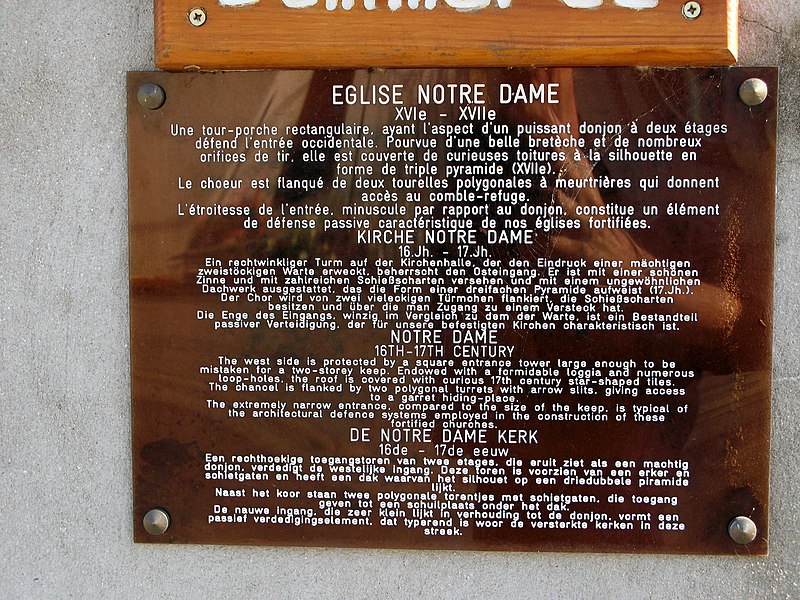 EGLISE NOTRE DAME
XVIe - XVIIe
Une tour-porche rectangulaire, ayant l'aspect d'un puissant donjon à deux étages
défend l'entrée occidentale. Pourvue d'une belle bretèche et de nombreux
orifices de tir, elle est couverte de curieuses toitures à la silhouette en
forme de triple pyramide (XVIIe).
Le choeur est flanqué de deux tourelles polygonales à meurtrières qui donnent
accès au comble-refuge.
L'étroitesse de l'entrée, minuscule par rapport au donjon, constitue un élément
de défense passive caractéristique de nos églises fortifiées.
KIRCHE NOTRE DAME
16.Jh. - 17.Jh.
Ein rechtwinkliger Turm auf der Kirchenhalle, der den Eindruck einer mächtigen
zweistöckigen Warte erweckt, beherrscht den Osteingang. Er ist mit einer schönen
Zinne und mit zahlreichen Schießscharten versehen und mit einem ungewöhnlichen
Dachwerk ausgestattet, das die Form einer dreifachen Pyramide aufweist (17.Jh.).
Der Chor wird von zwei vieleckigen Türmchen flankiert, die Schießscharten
besitzen und über die man Zugang zu einem Versteck hat.
Die Enge des Eingangs, winzig im Vergleich zu dem der Warte, ist ein Bestandteil
passiver Verteidigung, der für unsere befestigten Kirchen charakteristisch ist.
NOTRE DAME
16TH-17TH CENTURY
The west side is protected by a square entrance tower large enough to be
mistaken for a two-storey keep. Endowed with a formidable loggia and numerous
loop-holes, the roof is covered with curious 17th century star-shaped tiles.
The chancel is flanked by two polygonal turrets with arrow slits, giving access
to a garret hiding-place.
The extremely narrow entrance, compared to the size of the keep, is typical of
the architectural defence systems employed in the construction of these
fortified churches.
DE NOTRE DAME KERK
16de - 17de eeuw
Een rechthoekige toegangstoren van twee etages, die eruit ziet als een machtig
donjon, verdedigt de westelijke ingang. Deze toren is voorzien van een erker en
schietgaten en heeft een dak waarvan het silhouet op een driedubbele piramide
lijkt.
Naast het koor staan twee polygonale torentjes met schietgaten, die toegang
geven tot een schuilplaats onder het dak.
De nauwe ingang, die zeer klein lijkt in verhouding tot de donjon, vormt een
passief verdedigingselement, dat typerend is woor de versterkte kerken in deze
streek.